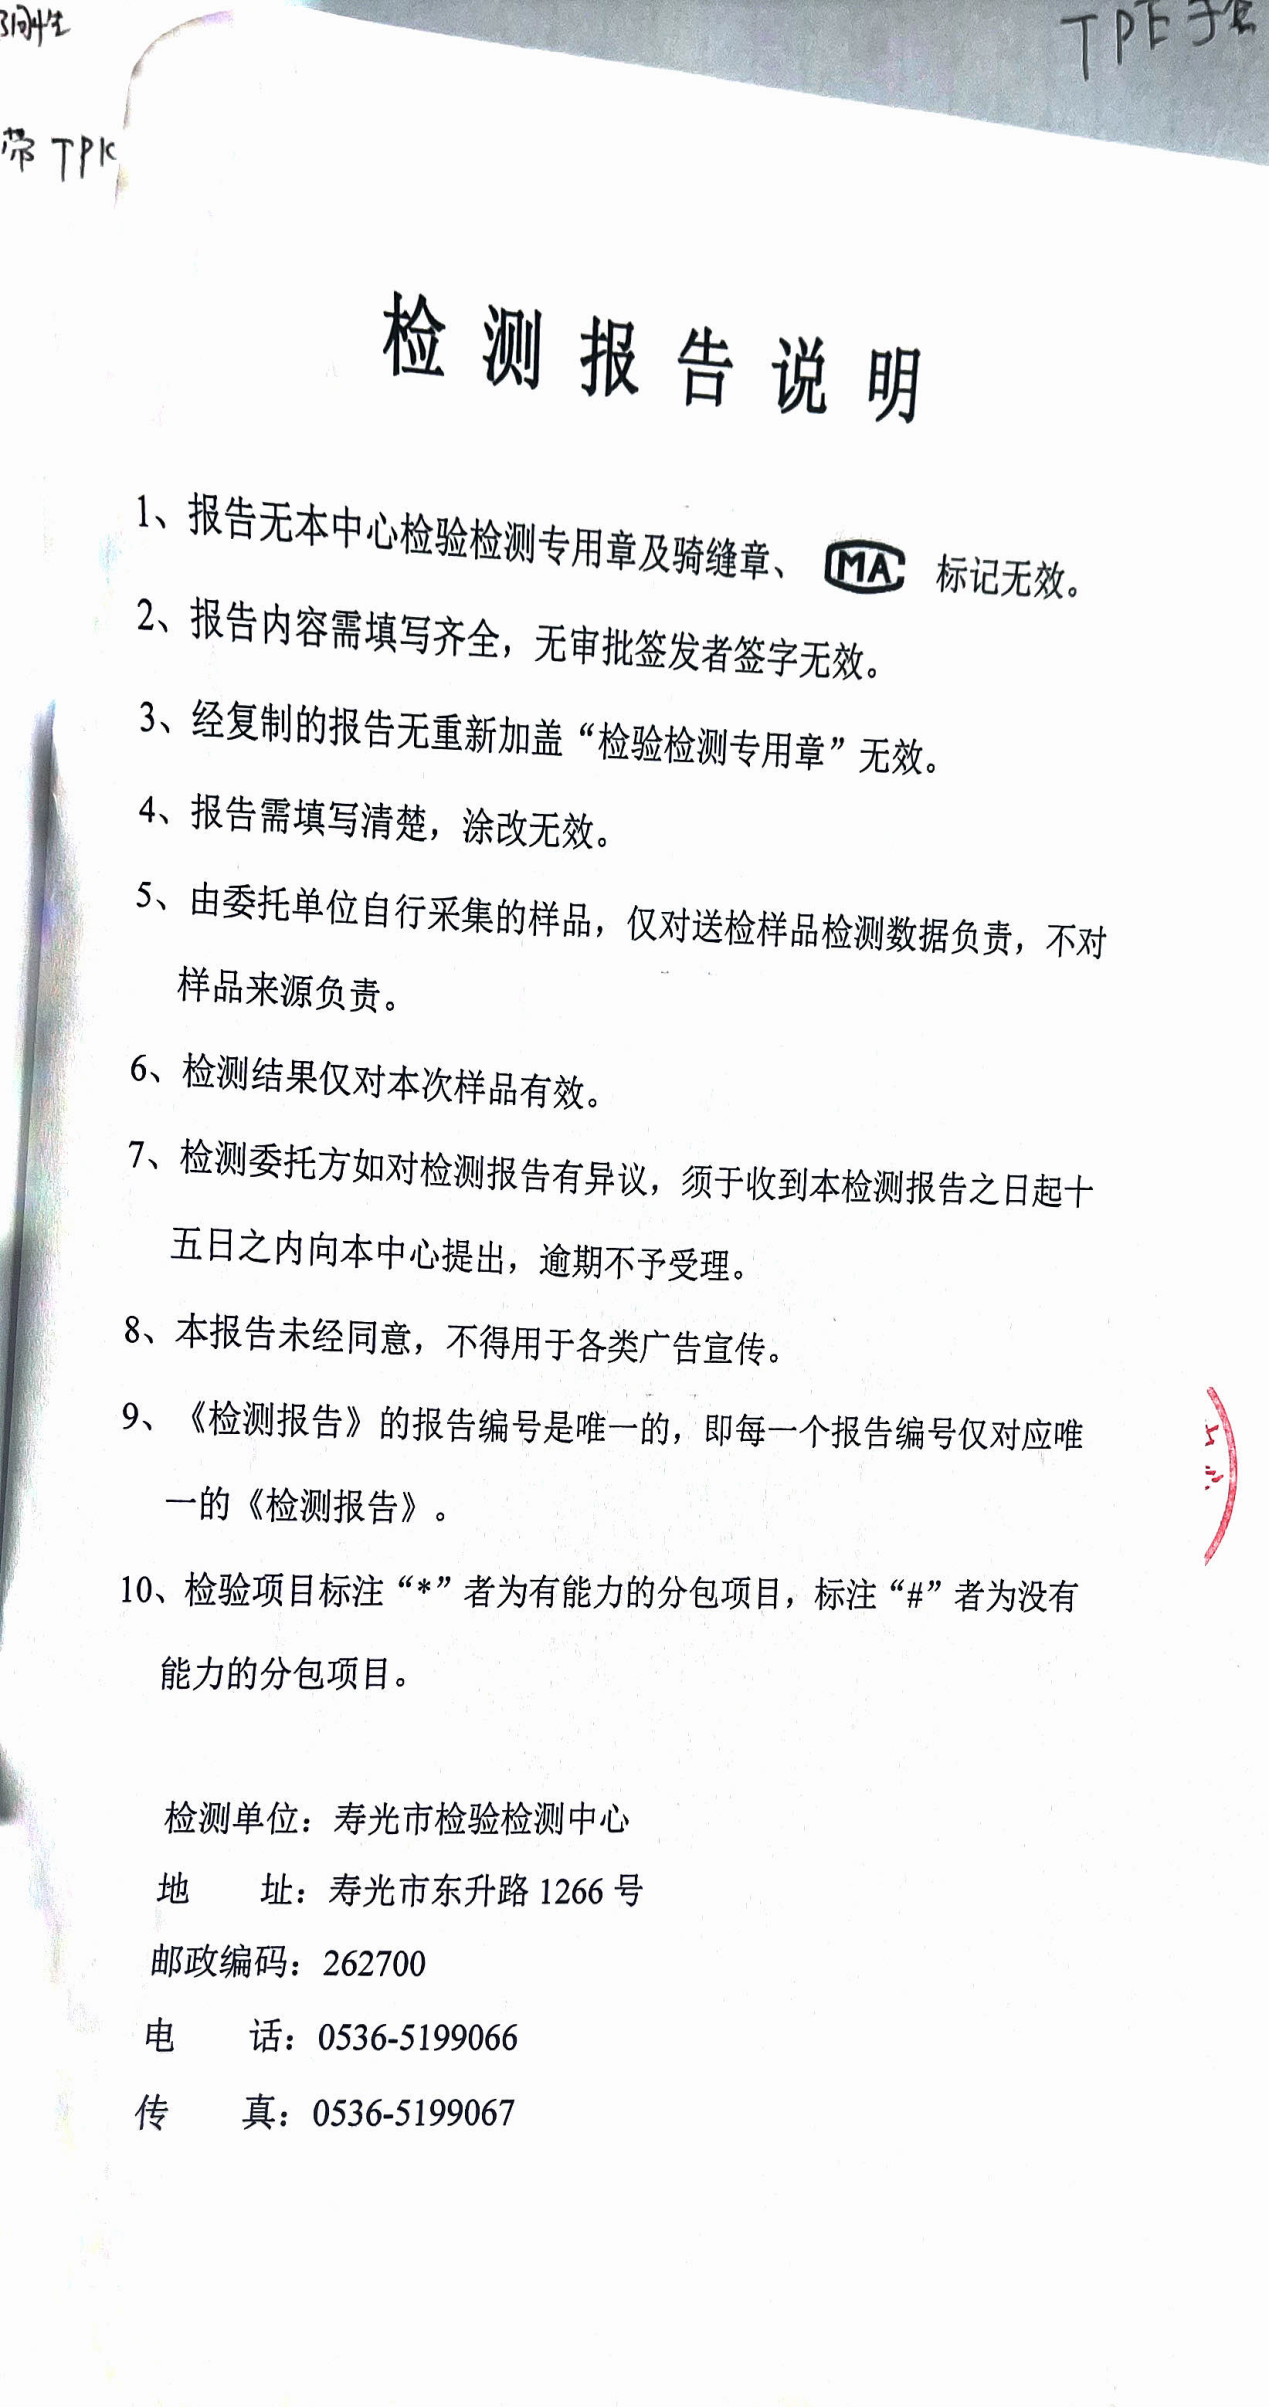 TPE手套
带 TPK
检测报告说明
1、报告无本中心检验检测专用章及骑缝章、 MA 标记无效。
2、报告内容需填写齐全，无审批签发者签字无效。
3、经复制的报告无重新加盖“检验检测专用章”无效。
4、报告需填写清楚，涂改无效。
5、由委托单位自行采集的样品，仅对送检样品检测数据负责，不对
样品来源负责。
6、检测结果仅对本次样品有效。
7、检测委托方如对检测报告有异议，须于收到本检测报告之日起十
五日之内向本中心提出，逾期不予受理。
8、本报告未经同意，不得用于各类广告宣传。
9、《检测报告》的报告编号是唯一的，即每一个报告编号仅对应唯
一的《检测报告》。
10、检验项目标注“*”者为有能力的分包项目，标注“#”者为没有
能力的分包项目。
检测单位：寿光市检验检测中心
地　　址：寿光市东升路 1266 号
邮政编码：262700
电　　话：0536-5199066
传　　真：0536-5199067